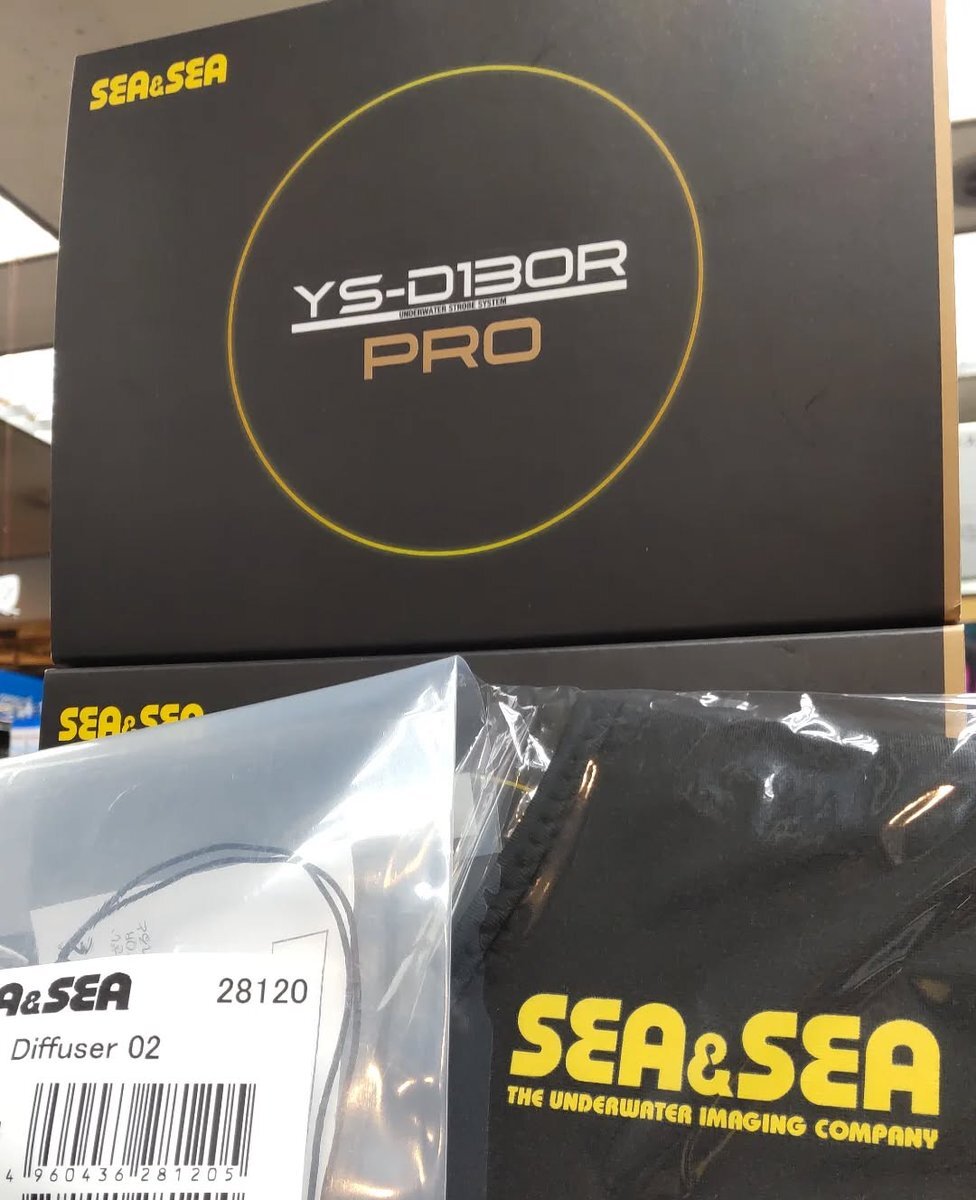 SEA&SEA
YS-D130R
UNDERWATER STROBE SYSTEM
PRO
SEA&SEA
A&SEA
28120
Diffuser 02
4 960436 281205
SEA&SEA
THE UNDERWATER IMAGING COMPANY